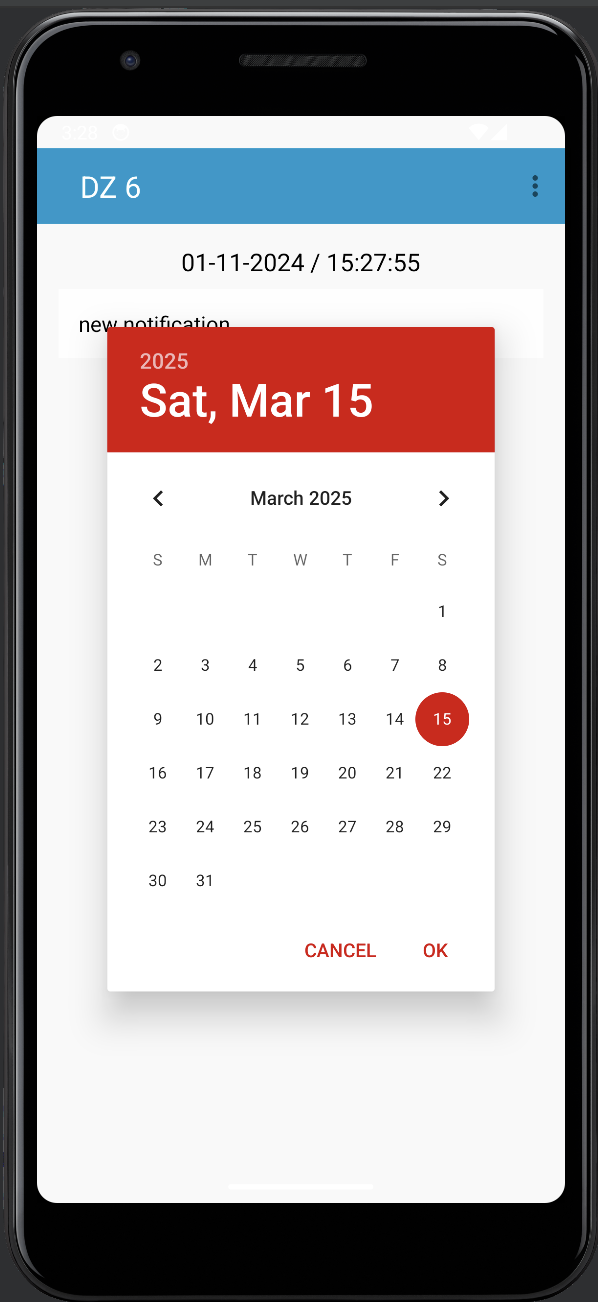 3:28
DZ 6
01-11-2024 / 15:27:55
new notification
2025
Sat, Mar 15
March 2025
S M T W T F S
1
2 3 4 5 6 7 8
9 10 11 12 13 14 15
16 17 18 19 20 21 22
23 24 25 26 27 28 29
30 31
CANCEL OK